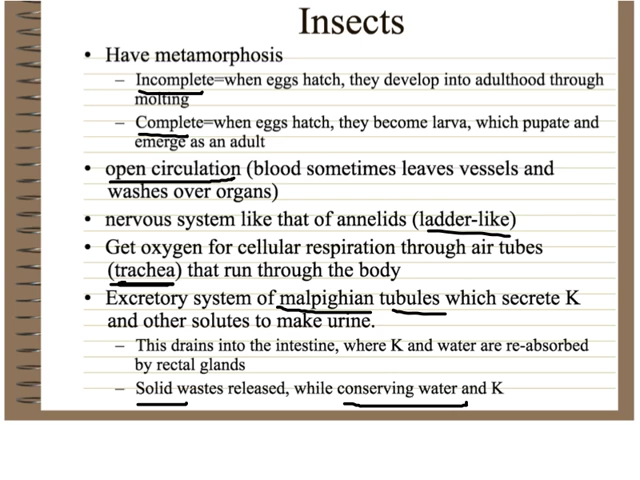 Insects
• Have metamorphosis
– Incomplete=when eggs hatch, they develop into adulthood through
molting
– Complete=when eggs hatch, they become larva, which pupate and
emerge as an adult
• open circulation (blood sometimes leaves vessels and
washes over organs)
• nervous system like that of annelids (ladder-like)
• Get oxygen for cellular respiration through air tubes
(trachea) that run through the body
• Excretory system of malpighian tubules which secrete K
and other solutes to make urine.
– This drains into the intestine, where K and water are re-absorbed
by rectal glands
– Solid wastes released, while conserving water and K